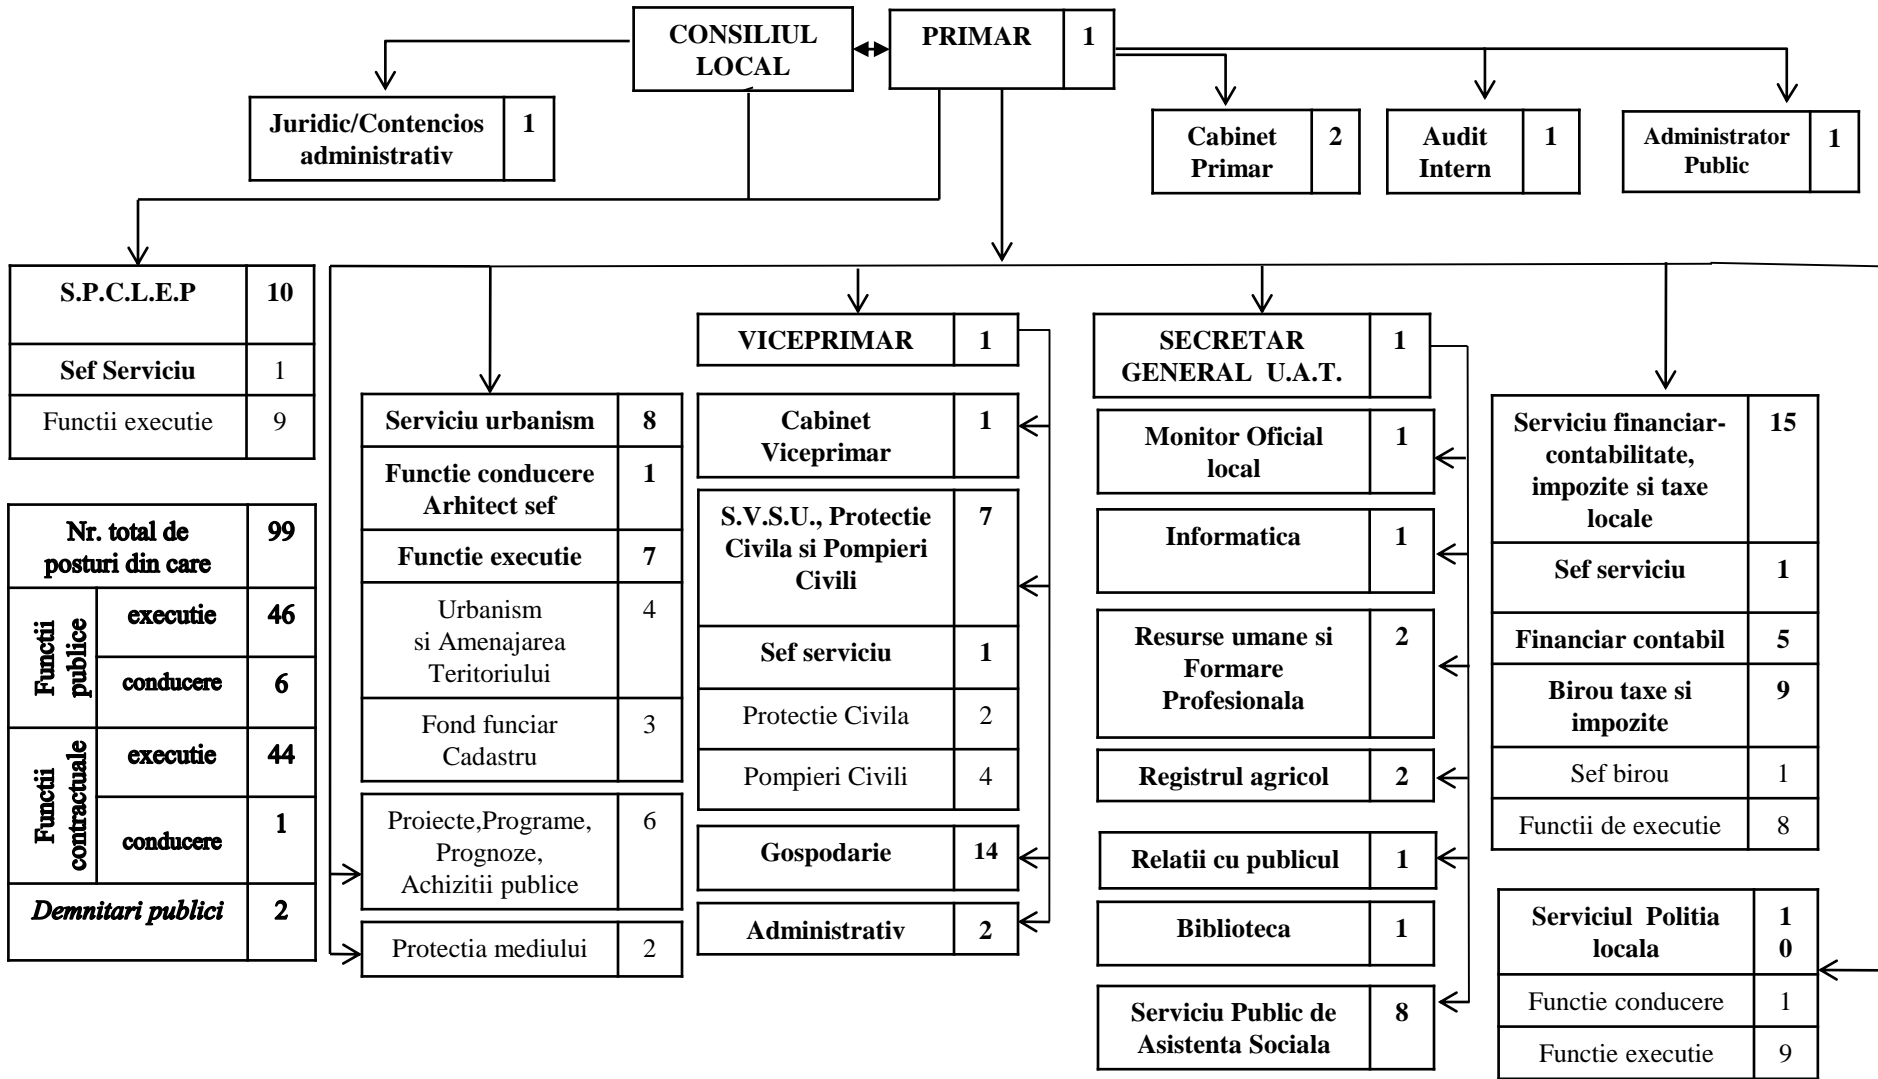 CONSILIUL
LOCAL
PRIMAR 1
Juridic/Contencios 1
administrativ
Cabinet 2
Primar
Audit 1
Intern
Administrator 1
Public
S.P.C.L.E.P 10
Sef Serviciu 1
Functii executie 9
Nr. total de 99
posturi din care
Functii
publice
executie 46
conducere 6
Functii
contractuale
executie 44
conducere 1
Demnitari publici 2
Serviciu urbanism 8
Functie conducere 1
Arhitect sef
Functie executie 7
Urbanism 4
si Amenajarea
Teritoriului
Fond funciar 3
Cadastru
Proiecte,Programe, 6
Prognoze,
Achizitii publice
Protectia mediului 2
VICEPRIMAR 1
Cabinet 1
Viceprimar
S.V.S.U., Protectie 7
Civila si Pompieri
Civili
Sef serviciu 1
Protectie Civila 2
Pompieri Civili 4
Gospodarie 14
Administrativ 2
SECRETAR 1
GENERAL U.A.T.
Monitor Oficial 1
local
Informatica 1
Resurse umane si 2
Formare
Profesionala
Registrul agricol 2
Relatii cu publicul 1
Biblioteca 1
Serviciu Public de 8
Asistenta Sociala
Serviciu financiar- 15
contabilitate,
impozite si taxe
locale
Sef serviciu 1
Financiar contabil 5
Birou taxe si 9
impozite
Sef birou 1
Functii de executie 8
Serviciul Politia 1
locala 0
Functie conducere 1
Functie executie 9